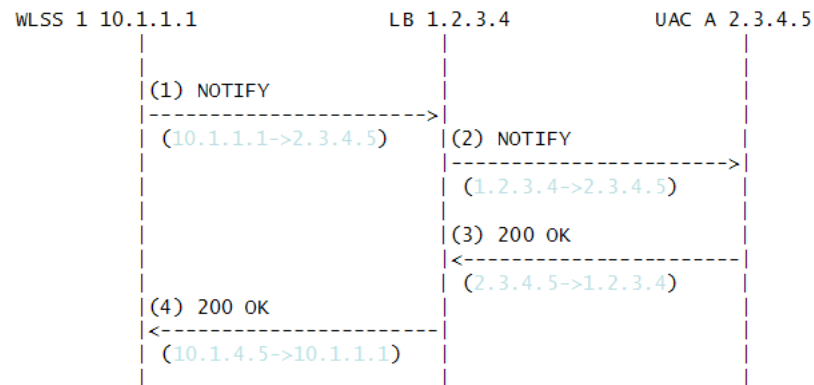 WLSS 1 10.1.1.1 LB 1.2.3.4 UAC A 2.3.4.5
(1) NOTIFY
(10.1.1.1->2.3.4.5) (2) NOTIFY
(1.2.3.4->2.3.4.5)
(3) 200 OK
(2.3.4.5->1.2.3.4)
(4) 200 OK
(10.1.4.5->10.1.1.1)